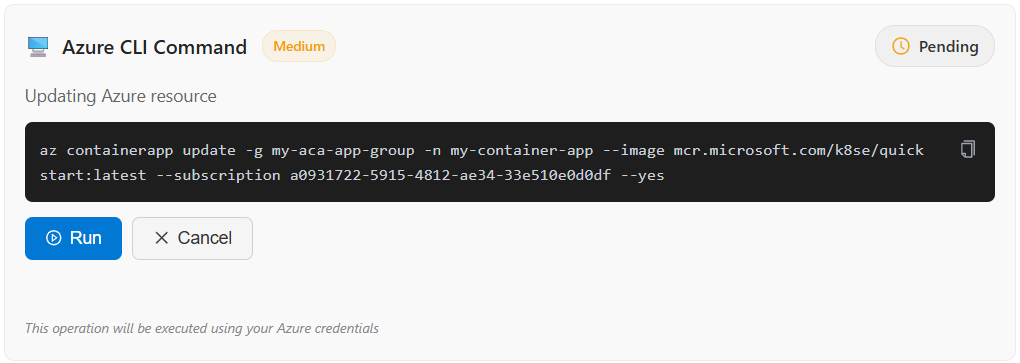 Azure CLI Command Medium Pending
Updating Azure resource
az containerapp update -g my-aca-app-group -n my-container-app --image mcr.microsoft.com/k8se/quick
start:latest --subscription a0931722-5915-4812-ae34-33e510e0d0df --yes
Run Cancel
This operation will be executed using your Azure credentials